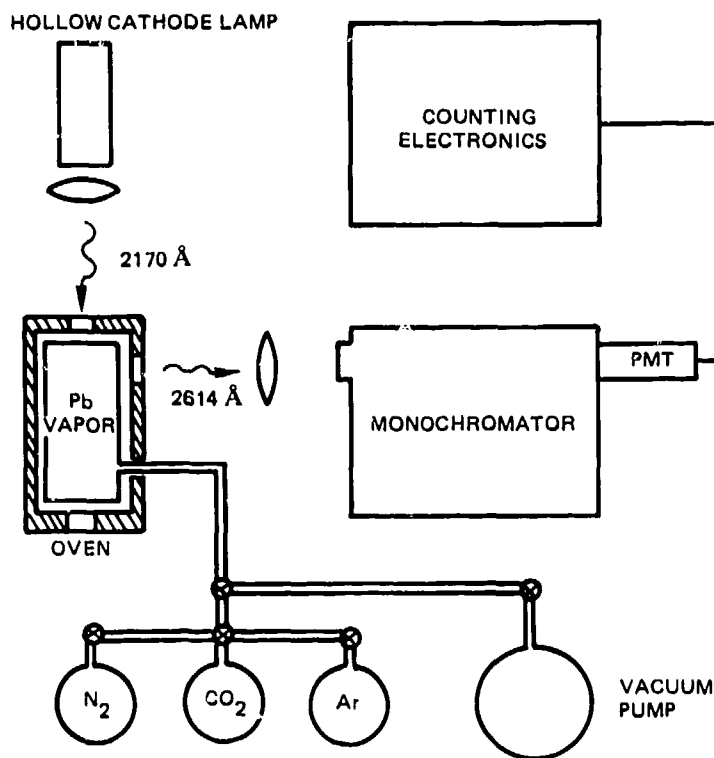 HOLLOW CATHODE LAMP
COUNTING
ELECTRONICS
2170 Å
2614 Å
Pb
VAPOR
PMT
MONOCHROMATOR
OVEN
N₂
CO₂
Ar
VACUUM
PUMP